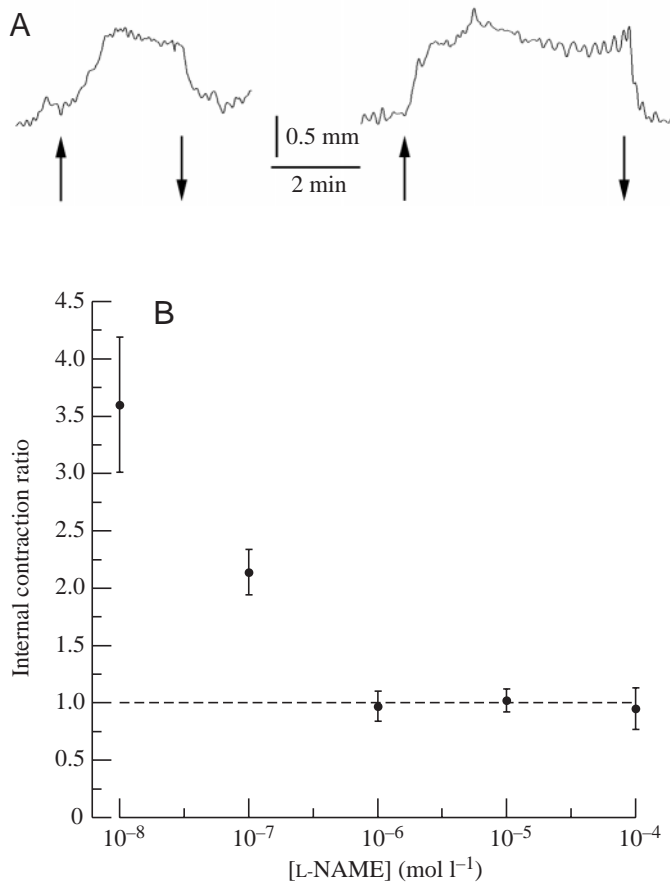 A
0.5 mm
2 min
B
4.5
4.0
3.5
3.0
2.5
2.0
1.5
1.0
0.5
0
Internal contraction ratio
10⁻⁸ 10⁻⁷ 10⁻⁶ 10⁻⁵ 10⁻⁴
[L-NAME] (mol l⁻¹)